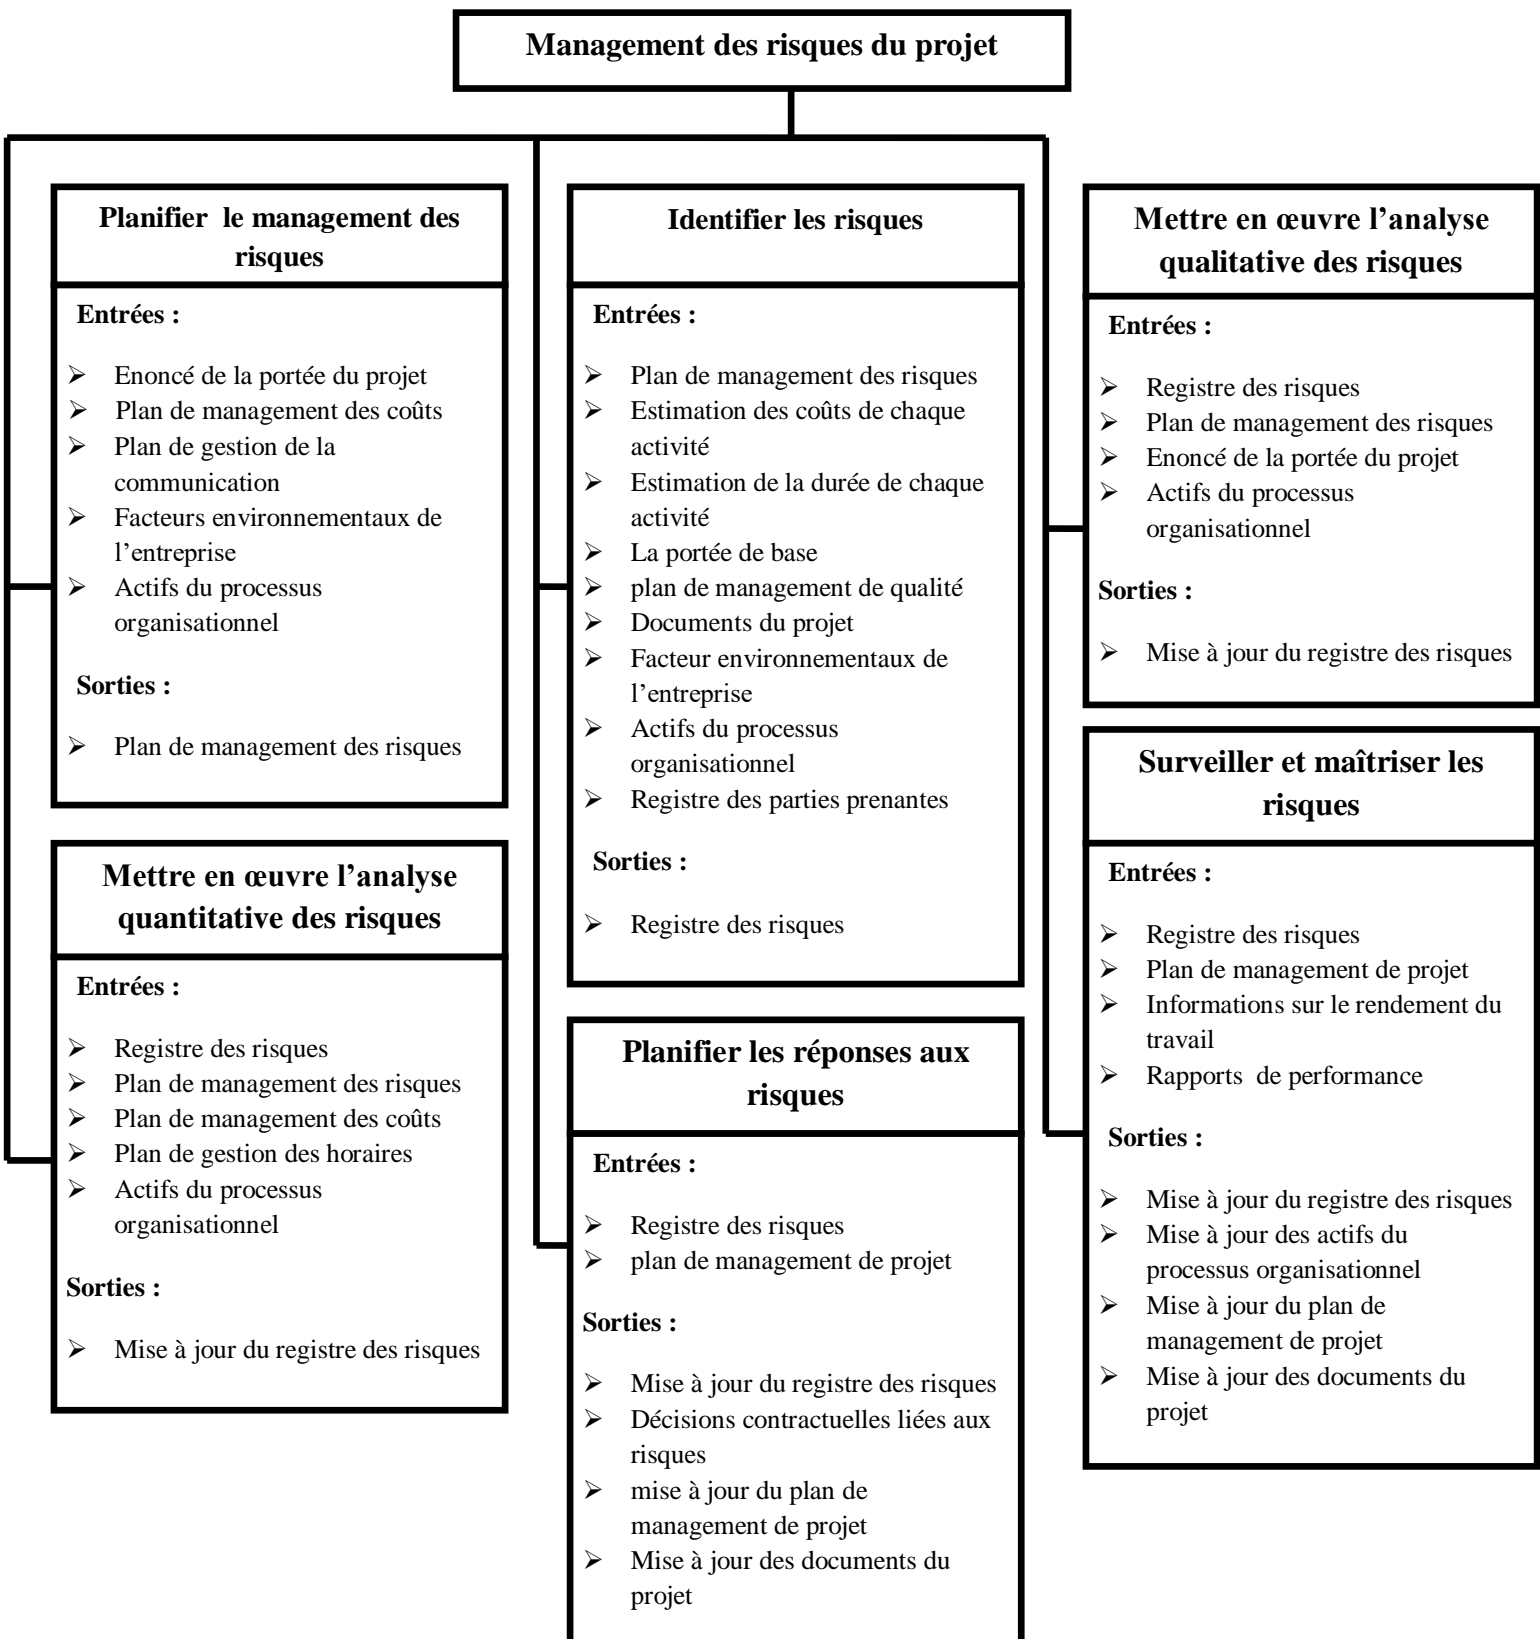 Management des risques du projet
Planifier le management des
risques
Entrées :
➢ Enoncé de la portée du projet
➢ Plan de management des coûts
➢ Plan de gestion de la
communication
➢ Facteurs environnementaux de
l’entreprise
➢ Actifs du processus
organisationnel
Sorties :
➢ Plan de management des risques
Identifier les risques
Entrées :
➢ Plan de management des risques
➢ Estimation des coûts de chaque
activité
➢ Estimation de la durée de chaque
activité
➢ La portée de base
➢ plan de management de qualité
➢ Documents du projet
➢ Facteur environnementaux de
l’entreprise
➢ Actifs du processus
organisationnel
➢ Registre des parties prenantes
Sorties :
➢ Registre des risques
Mettre en œuvre l’analyse
qualitative des risques
Entrées :
➢ Registre des risques
➢ Plan de management des risques
➢ Enoncé de la portée du projet
➢ Actifs du processus
organisationnel
Sorties :
➢ Mise à jour du registre des risques
Mettre en œuvre l’analyse
quantitative des risques
Entrées :
➢ Registre des risques
➢ Plan de management des risques
➢ Plan de management des coûts
➢ Plan de gestion des horaires
➢ Actifs du processus
organisationnel
Sorties :
➢ Mise à jour du registre des risques
Planifier les réponses aux
risques
Entrées :
➢ Registre des risques
➢ plan de management de projet
Sorties :
➢ Mise à jour du registre des risques
➢ Décisions contractuelles liées aux
risques
➢ mise à jour du plan de
management de projet
➢ Mise à jour des documents du
projet
Surveiller et maîtriser les
risques
Entrées :
➢ Registre des risques
➢ Plan de management de projet
➢ Informations sur le rendement du
travail
➢ Rapports de performance
Sorties :
➢ Mise à jour du registre des risques
➢ Mise à jour des actifs du
processus organisationnel
➢ Mise à jour du plan de
management de projet
➢ Mise à jour des documents du
projet